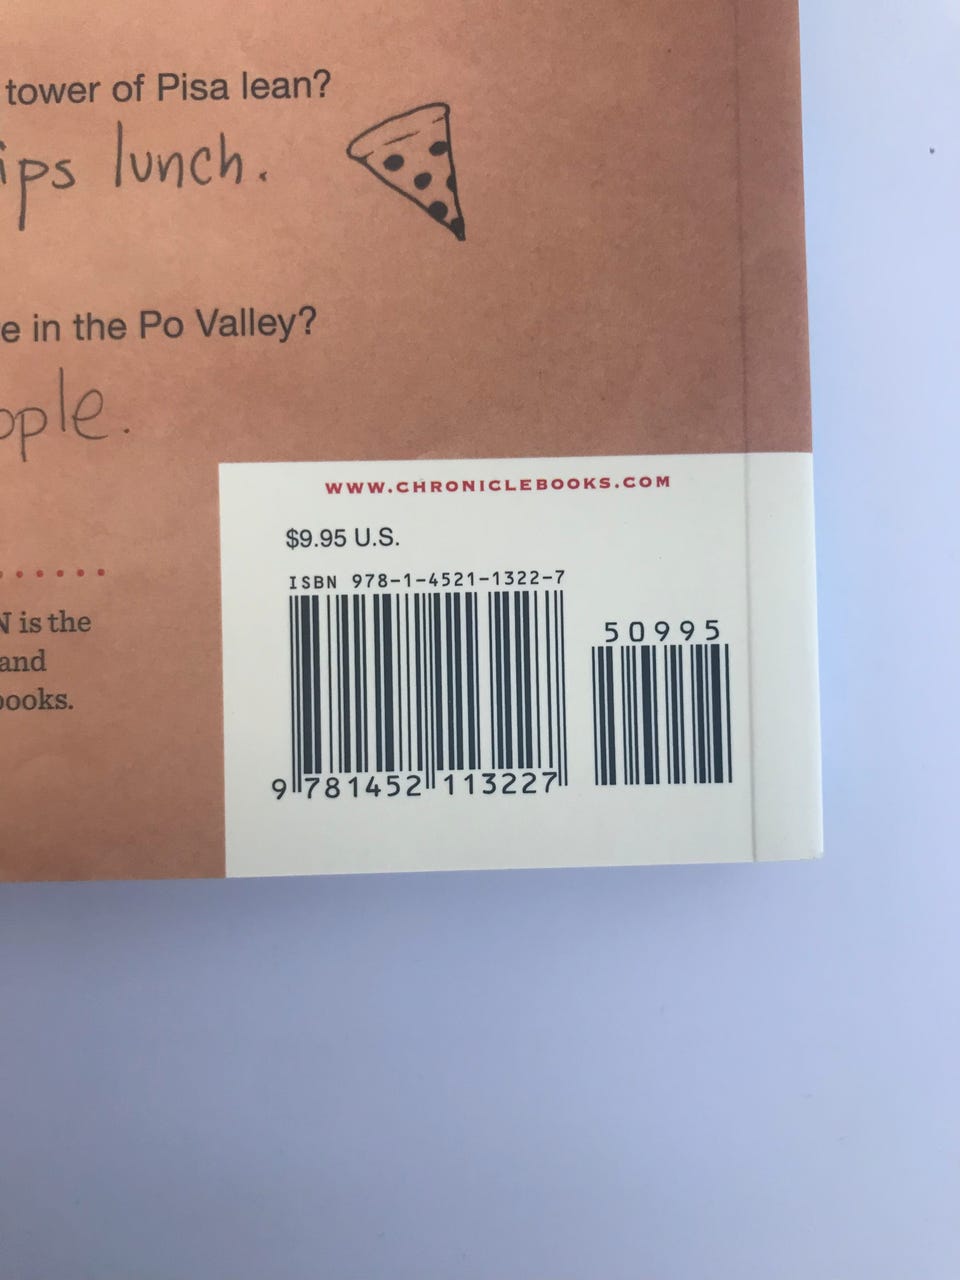 tower of Pisa lean?
ips lunch.
e in the Po Valley?
ople.
WWW.CHRONICLEBOOKS.COM
$9.95 U.S.
ISBN 978-1-4521-1322-7
50995
N is the
and
books.
9 781452 113227